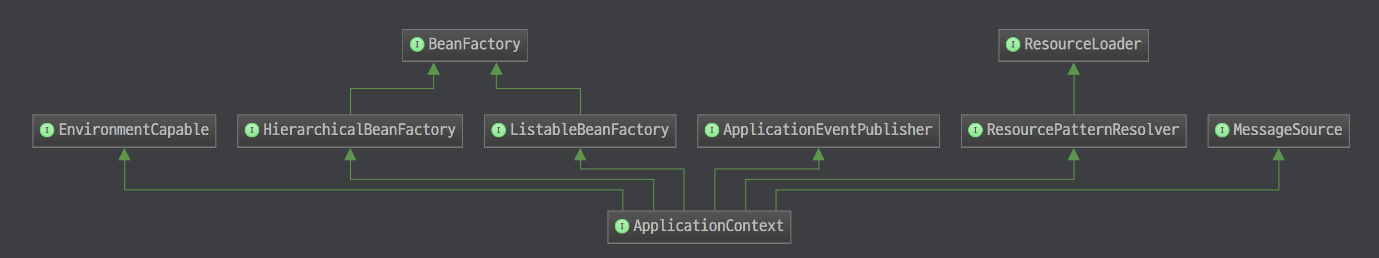 I BeanFactory
I ResourceLoader
I EnvironmentCapable
I HierarchicalBeanFactory
I ListableBeanFactory
I ApplicationEventPublisher
I ResourcePatternResolver
I MessageSource
I ApplicationContext